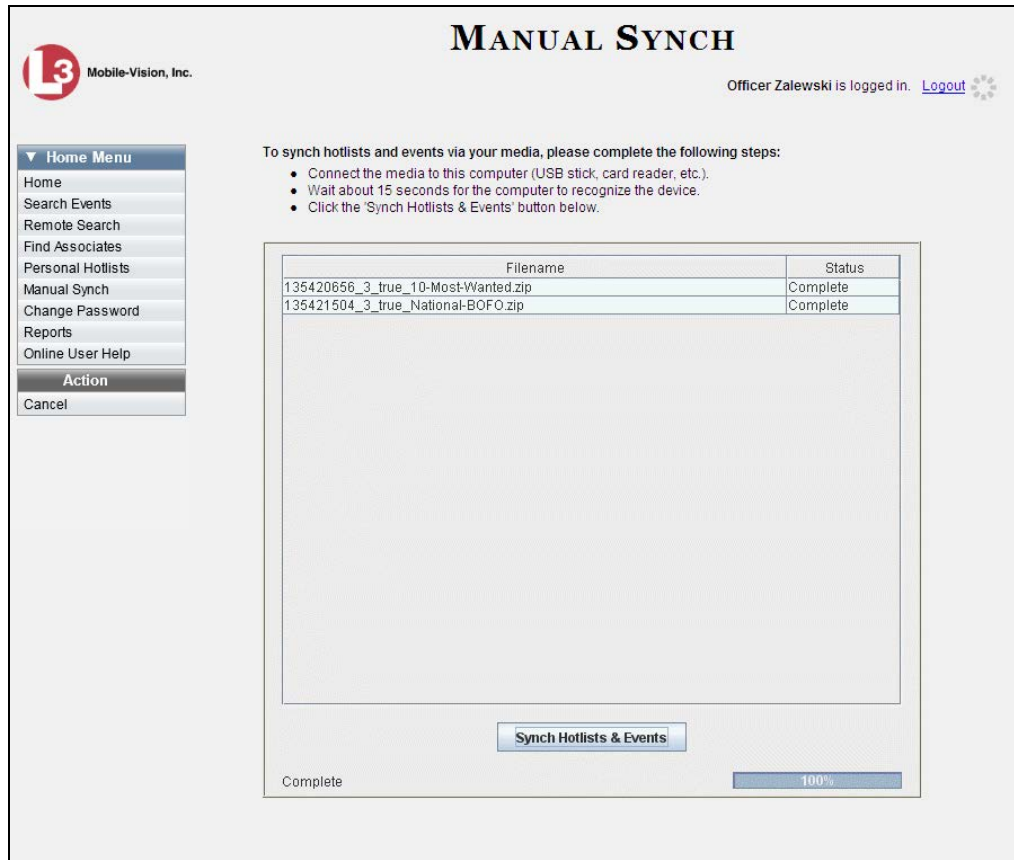 MANUAL SYNCH
L3 Mobile-Vision, Inc.
Officer Zalewski is logged in. Logout
▼ Home Menu
Home
Search Events
Remote Search
Find Associates
Personal Hotlists
Manual Synch
Change Password
Reports
Online User Help
Action
Cancel
To synch hotlists and events via your media, please complete the following steps:
• Connect the media to this computer (USB stick, card reader, etc.).
• Wait about 15 seconds for the computer to recognize the device.
• Click the 'Synch Hotlists & Events' button below.
Filename Status
135420656_3_true_10-Most-Wanted.zip Complete
135421504_3_true_National-BOFO.zip Complete
Synch Hotlists & Events
Complete 100%